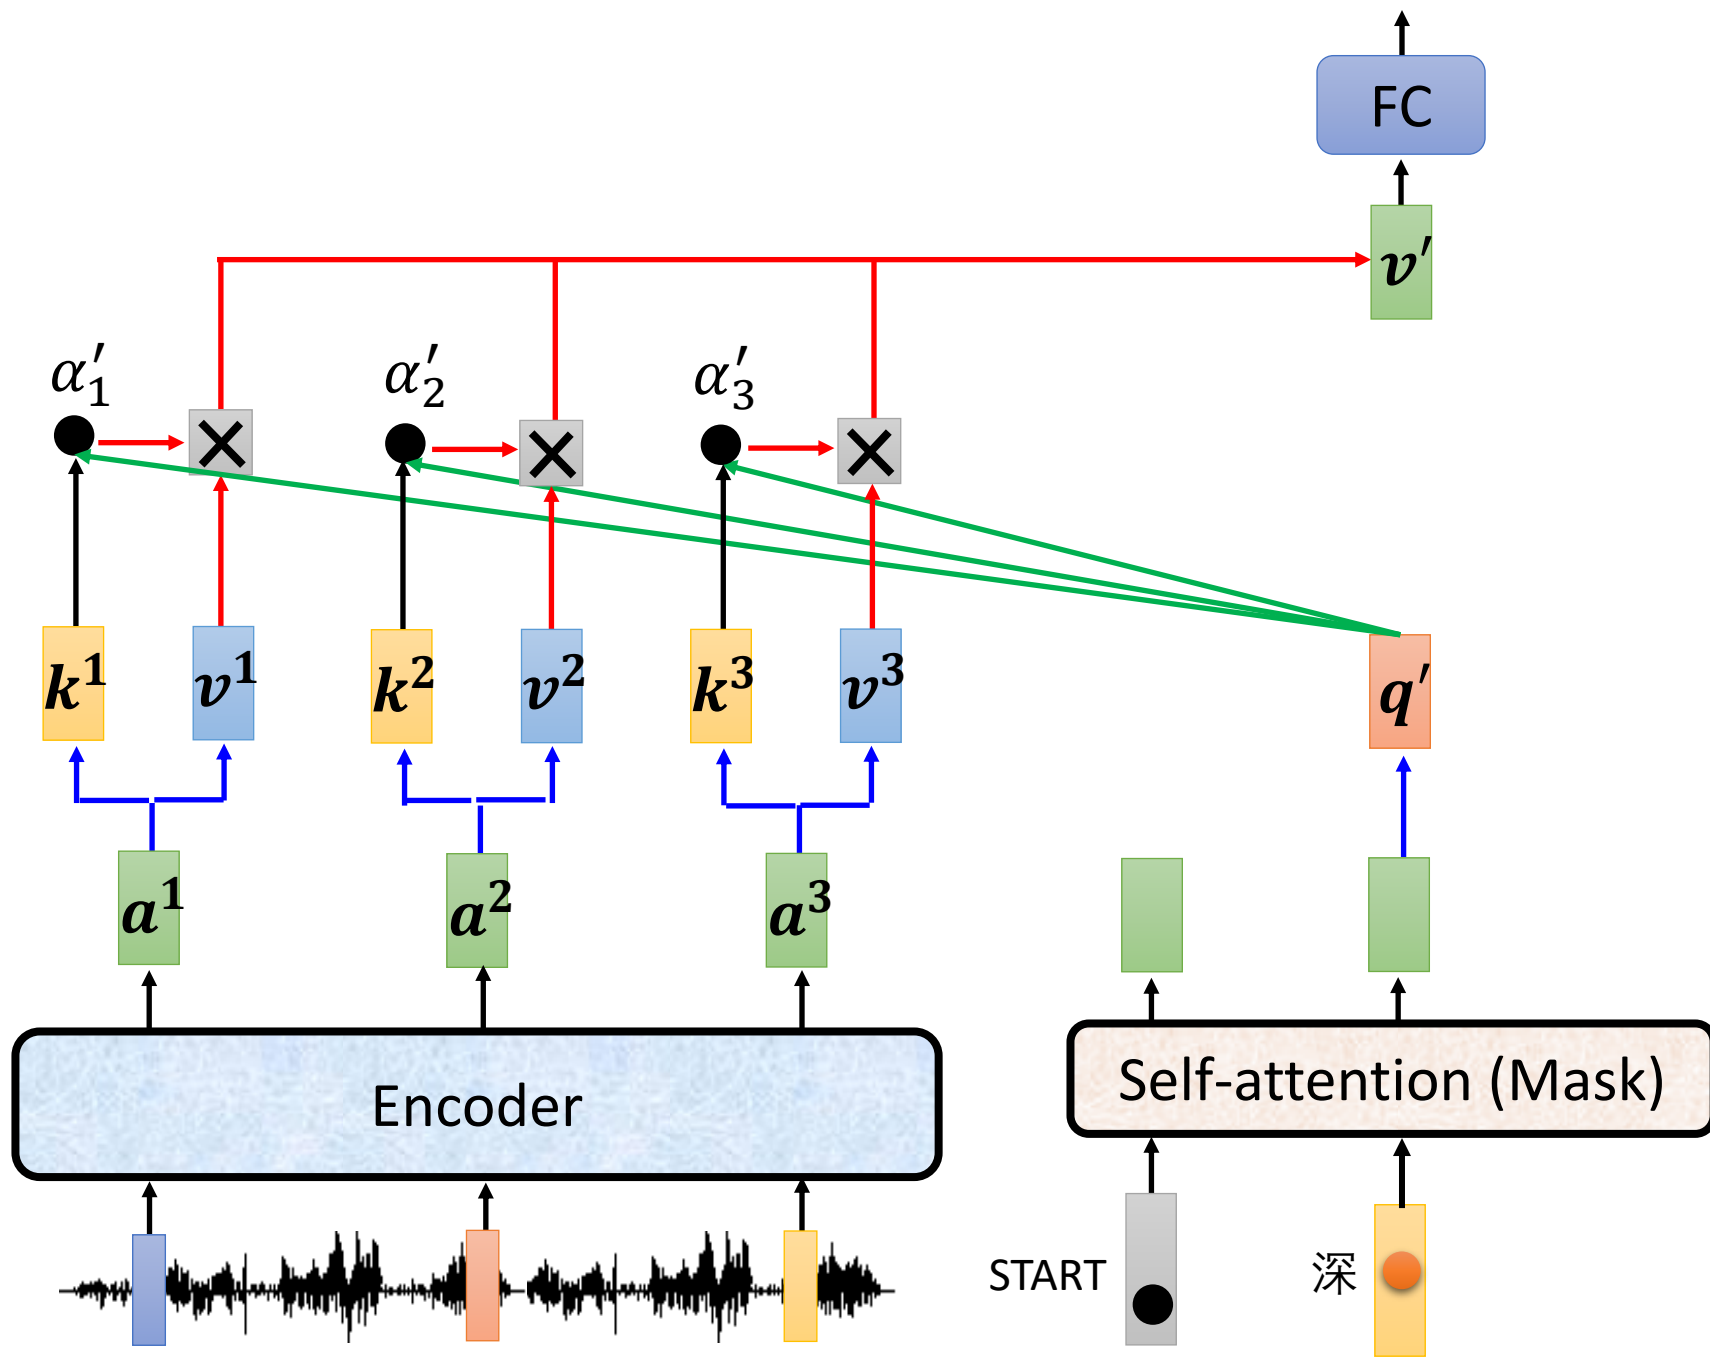 FC
v′
α′₁ α′₂ α′₃
k¹ v¹ k² v² k³ v³ q′
a¹ a² a³
Encoder
Self-attention (Mask)
START 深